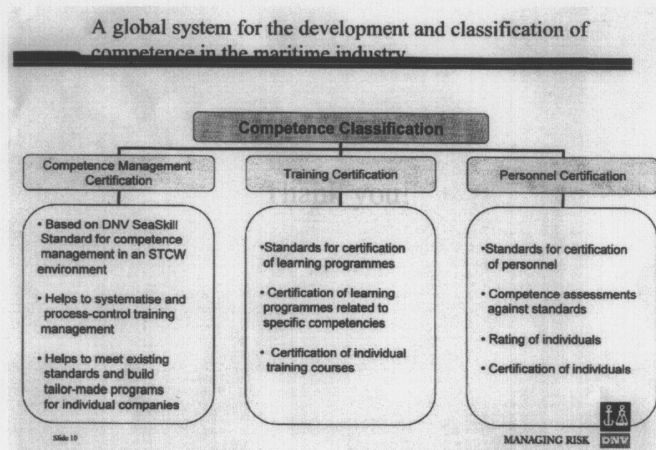 A global system for the development and classification of
competence in the maritime industry
Competence Classification
Competence Management
Certification
• Based on DNV SeaSkill
Standard for competence
management in an STCW
environment
• Helps to systematise and
process-control training
management
• Helps to meet existing
standards and build
tailor-made programs
for individual companies
Training Certification
Thank you!
•Standards for certification
of learning programmes
• Certification of learning
programmes related to
specific competencies
• Certification of individual
training courses
Personnel Certification
•Standards for certification
of personnel
• Competence assessments
against standards
• Rating of individuals
• Certification of individuals
Slide 10
MANAGING RISK
DNV